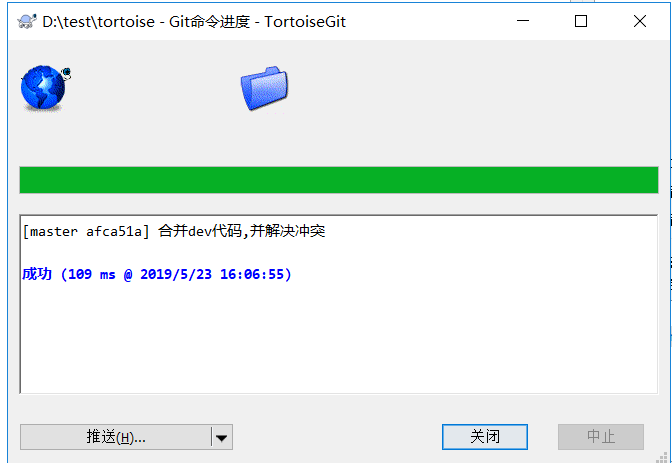 D:\test\tortoise - Git命令进度 - TortoiseGit
[master afca51a] 合并dev代码,并解决冲突
成功 (109 ms @ 2019/5/23 16:06:55)
推送(H)...
关闭
中止